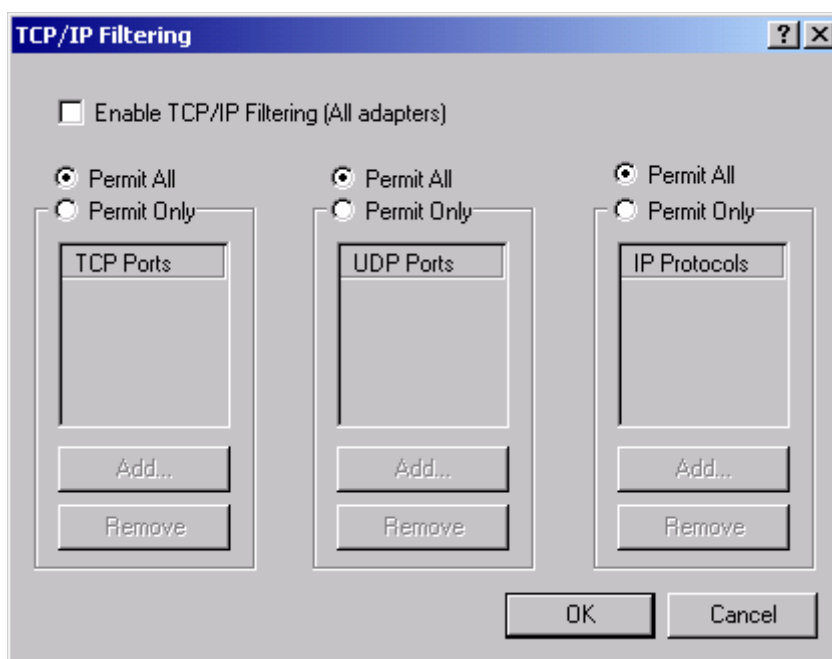 TCP/IP Filtering
Enable TCP/IP Filtering (All adapters)
Permit All
Permit Only
TCP Ports
Add...
Remove
Permit All
Permit Only
UDP Ports
Add...
Remove
Permit All
Permit Only
IP Protocols
Add...
Remove
OK
Cancel